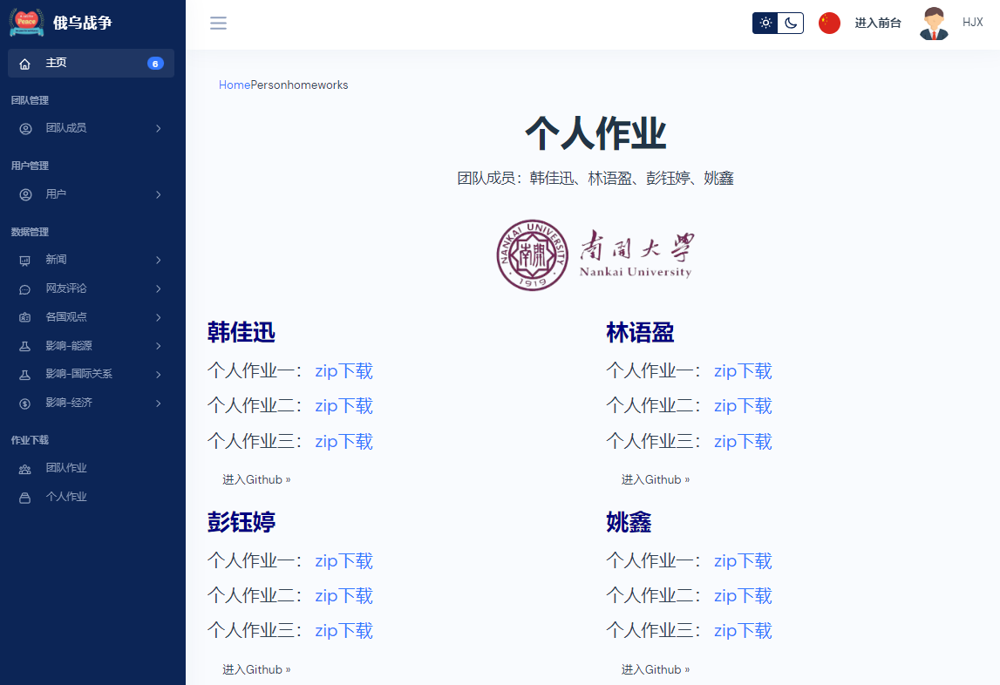 Peace
俄乌战争
主页
6
团队管理
团队成员
用户管理
用户
数据管理
新闻
网友评论
各国观点
影响-能源
影响-国际关系
影响-经济
作业下载
团队作业
个人作业
进入前台
HJX
HomePersonhomeworks
个人作业
团队成员：韩佳迅、林语盈、彭钰婷、姚鑫
NANKAI UNIVERSITY
南開
1919
南開大學
Nankai University
韩佳迅
个人作业一： zip下载
个人作业二： zip下载
个人作业三： zip下载
进入Github »
林语盈
个人作业一： zip下载
个人作业二： zip下载
个人作业三： zip下载
进入Github »
彭钰婷
个人作业一： zip下载
个人作业二： zip下载
个人作业三： zip下载
进入Github »
姚鑫
个人作业一： zip下载
个人作业二： zip下载
个人作业三： zip下载
进入Github »